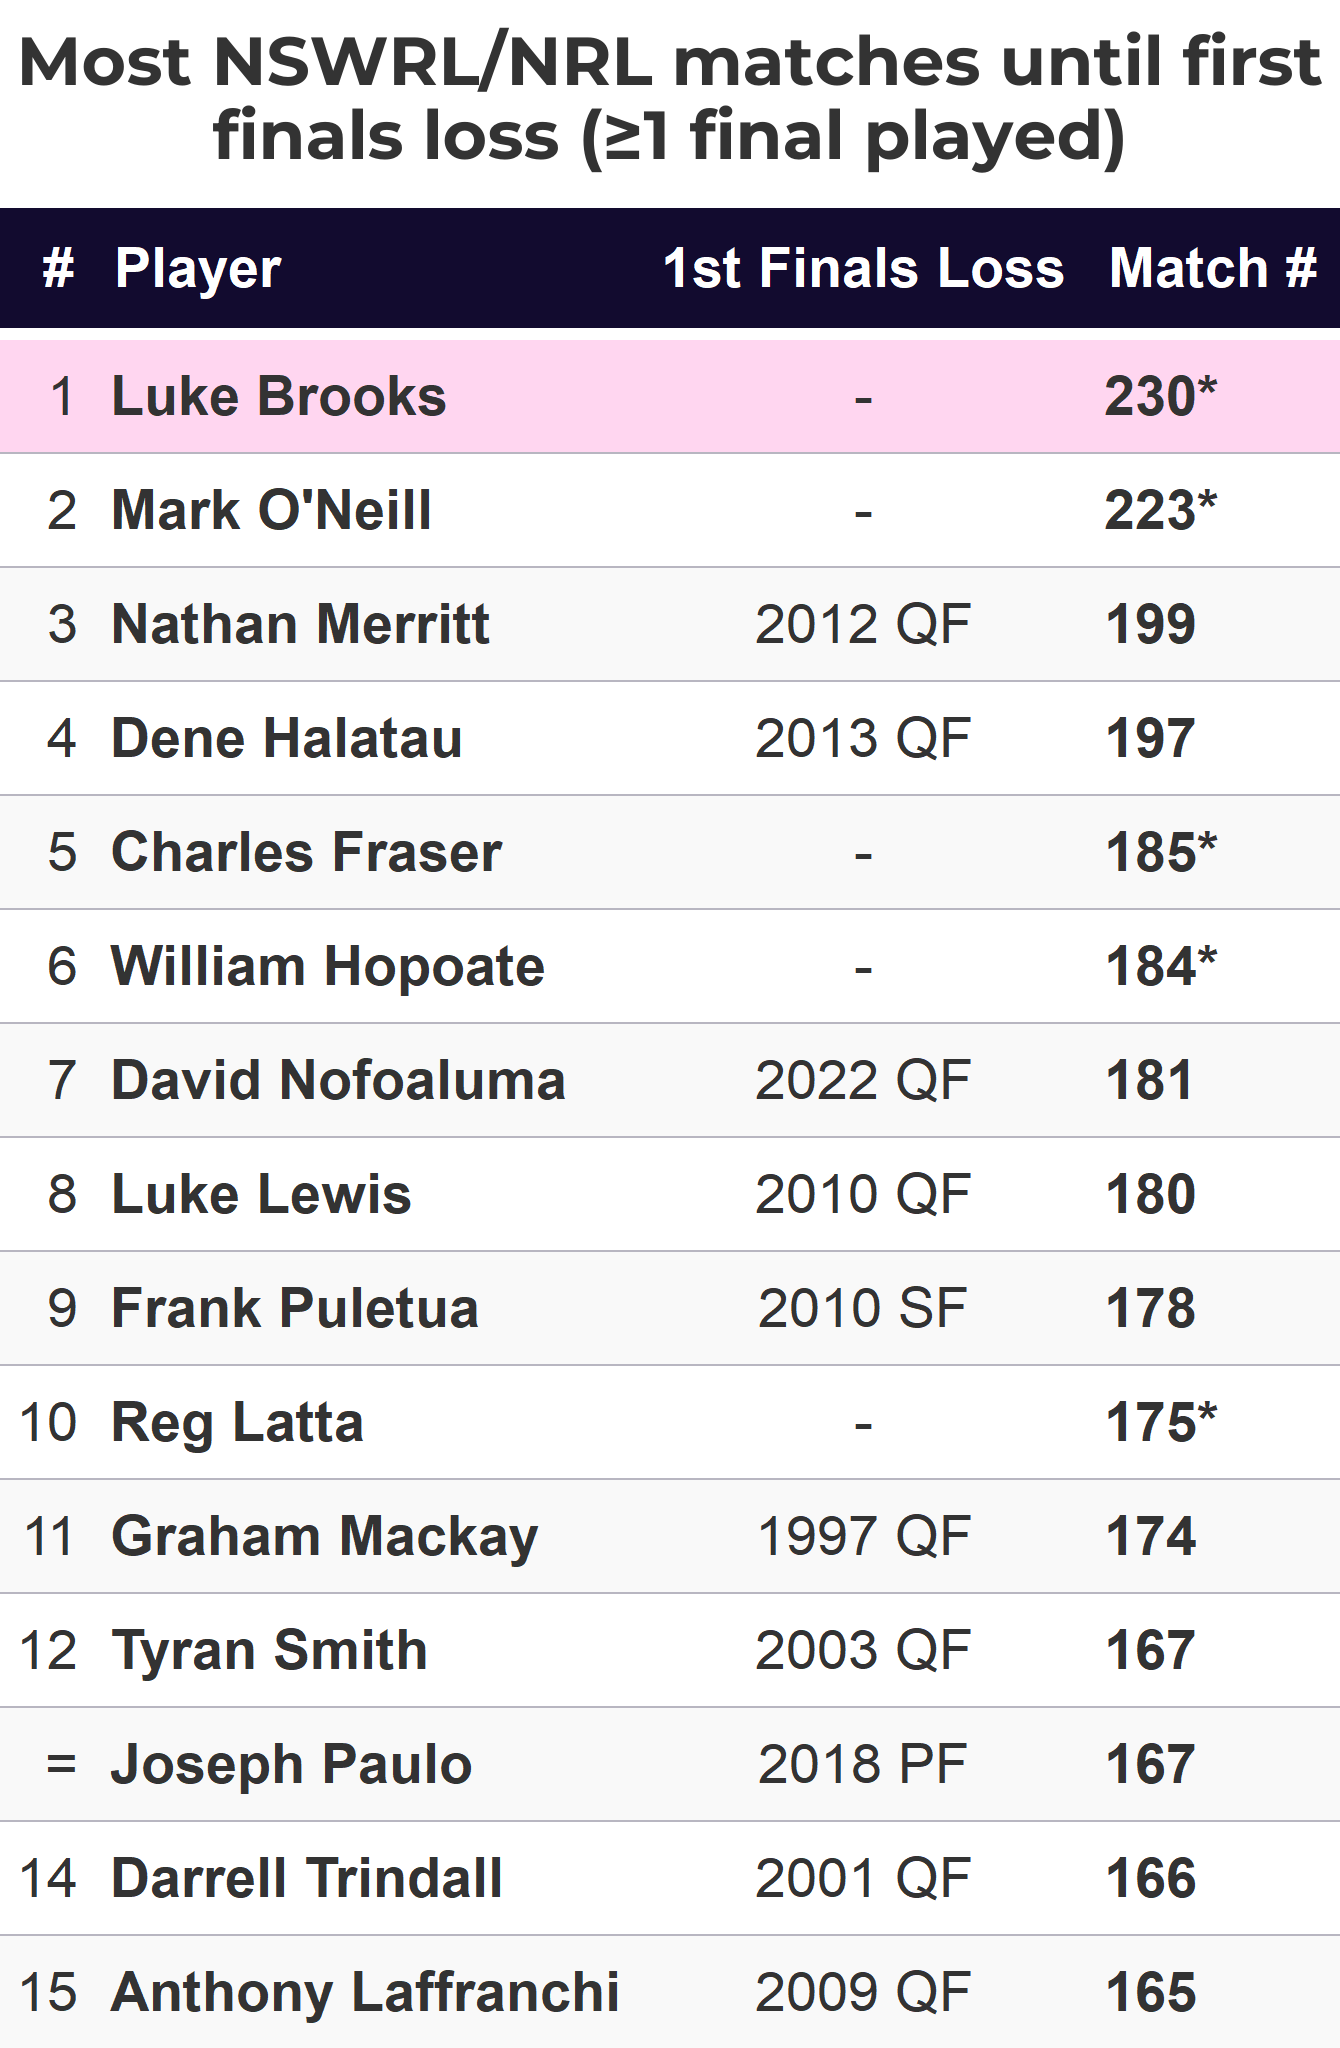 Most NSWRL/NRL matches until first
finals loss (≥1 final played)
# Player 1st Finals Loss Match #
1 Luke Brooks - 230*
2 Mark O'Neill - 223*
3 Nathan Merritt 2012 QF 199
4 Dene Halatau 2013 QF 197
5 Charles Fraser - 185*
6 William Hopoate - 184*
7 David Nofoaluma 2022 QF 181
8 Luke Lewis 2010 QF 180
9 Frank Puletua 2010 SF 178
10 Reg Latta - 175*
11 Graham Mackay 1997 QF 174
12 Tyran Smith 2003 QF 167
= Joseph Paulo 2018 PF 167
14 Darrell Trindall 2001 QF 166
15 Anthony Laffranchi 2009 QF 165